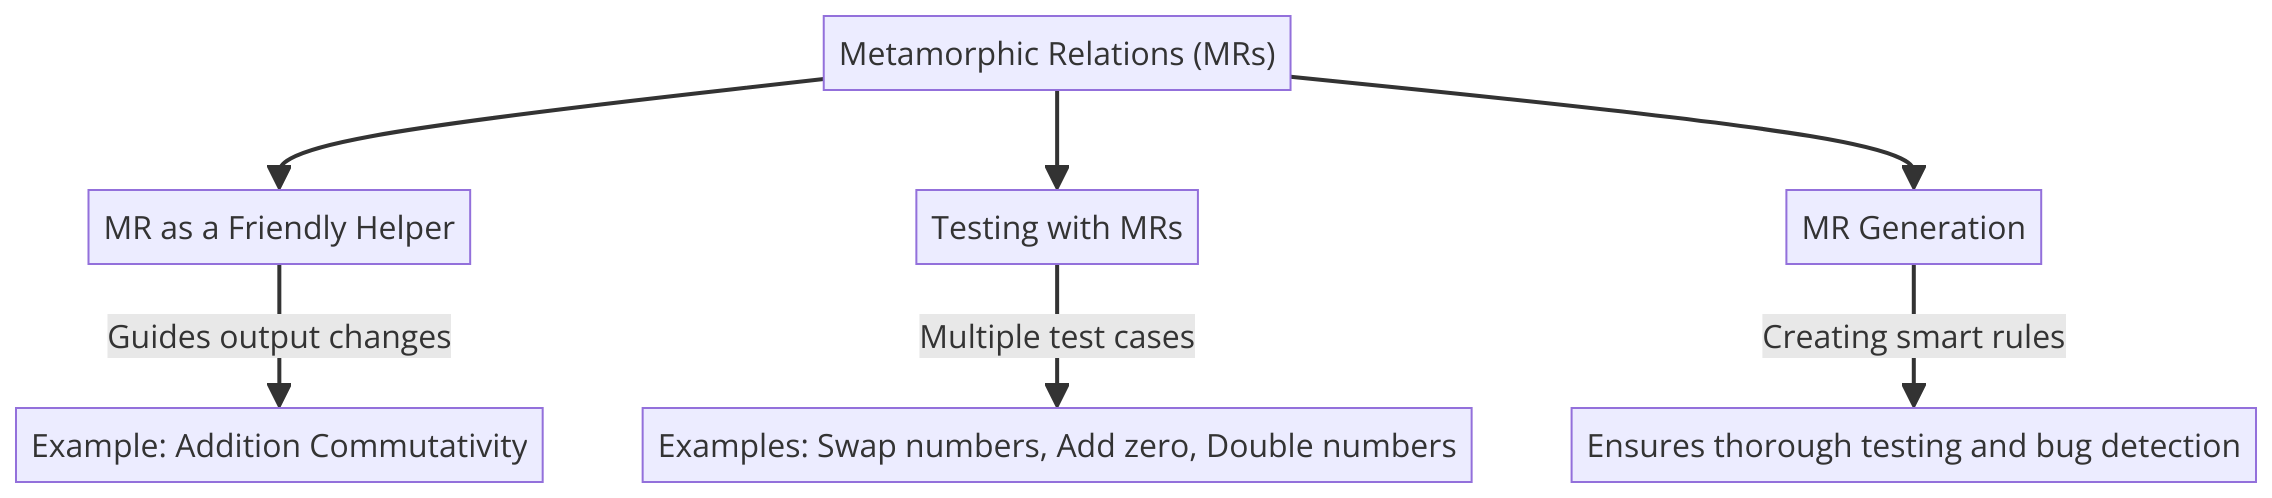 Metamorphic Relations (MRs)
MR as a Friendly Helper
Testing with MRs
MR Generation
Guides output changes
Multiple test cases
Creating smart rules
Example: Addition Commutativity
Examples: Swap numbers, Add zero, Double numbers
Ensures thorough testing and bug detection